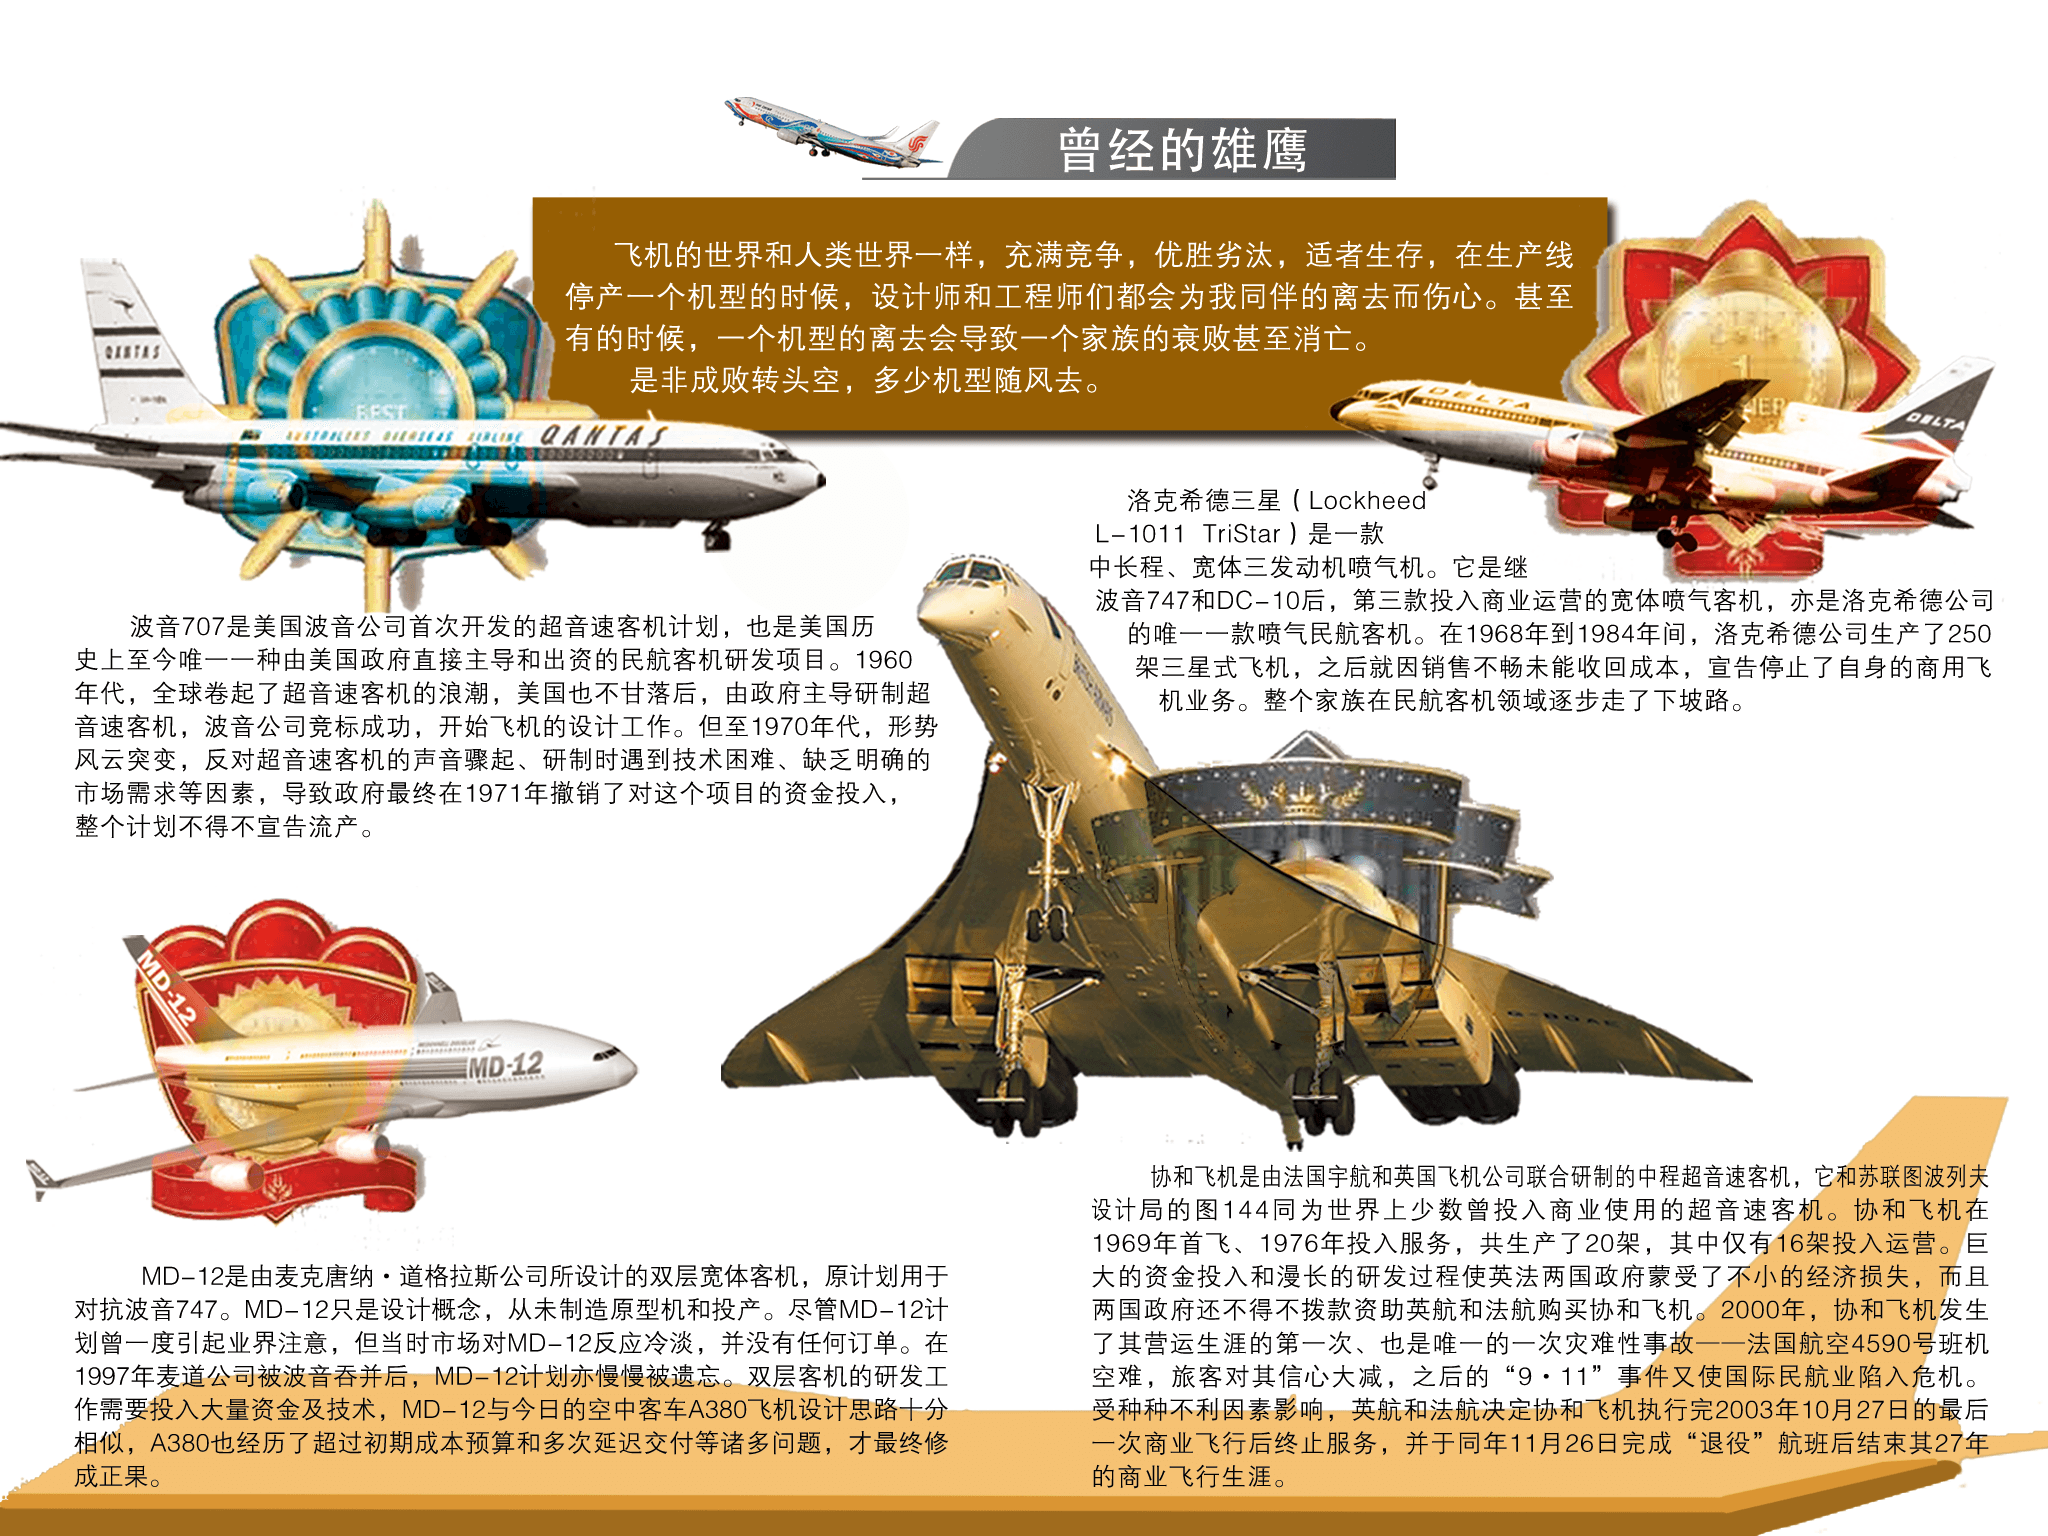 曾经的雄鹰
飞机的世界和人类世界一样，充满竞争，优胜劣汰，适者生存，在生产线
停产一个机型的时候，设计师和工程师们都会为我同伴的离去而伤心。甚至
有的时候，一个机型的离去会导致一个家族的衰败甚至消亡。
是非成败转头空，多少机型随风去。
QANTAS
BEST
AUSTRALIA'S OVERSEAS AIRLINE QANTAS
DELTA
DELTA
洛克希德三星（Lockheed
L-1011 TriStar）是一款
中长程、宽体三发动机喷气机。它是继
波音747和DC-10后，第三款投入商业运营的宽体喷气客机，亦是洛克希德公司
的唯一一款喷气民航客机。在1968年到1984年间，洛克希德公司生产了250
架三星式飞机，之后就因销售不畅未能收回成本，宣告停止了自身的商用飞
机业务。整个家族在民航客机领域逐步走了下坡路。
波音707是美国波音公司首次开发的超音速客机计划，也是美国历
史上至今唯一一种由美国政府直接主导和出资的民航客机研发项目。1960
年代，全球卷起了超音速客机的浪潮，美国也不甘落后，由政府主导研制超
音速客机，波音公司竞标成功，开始飞机的设计工作。但至1970年代，形势
风云突变，反对超音速客机的声音骤起、研制时遇到技术困难、缺乏明确的
市场需求等因素，导致政府最终在1971年撤销了对这个项目的资金投入，
整个计划不得不宣告流产。
BRITISH AIRWAYS
G-BOAE
MD-12
MCDONNELL DOUGLAS
MD-12
MD-12是由麦克唐纳·道格拉斯公司所设计的双层宽体客机，原计划用于
对抗波音747。MD-12只是设计概念，从未制造原型机和投产。尽管MD-12计
划曾一度引起业界注意，但当时市场对MD-12反应冷淡，并没有任何订单。在
1997年麦道公司被波音吞并后，MD-12计划亦慢慢被遗忘。双层客机的研发工
作需要投入大量资金及技术，MD-12与今日的空中客车A380飞机设计思路十分
相似，A380也经历了超过初期成本预算和多次延迟交付等诸多问题，才最终修
成正果。
协和飞机是由法国宇航和英国飞机公司联合研制的中程超音速客机，它和苏联图波列夫
设计局的图144同为世界上少数曾投入商业使用的超音速客机。协和飞机在
1969年首飞、1976年投入服务，共生产了20架，其中仅有16架投入运营。巨
大的资金投入和漫长的研发过程使英法两国政府蒙受了不小的经济损失，而且
两国政府还不得不拨款资助英航和法航购买协和飞机。2000年，协和飞机发生
了其营运生涯的第一次、也是唯一的一次灾难性事故——法国航空4590号班机
空难，旅客对其信心大减，之后的“9·11”事件又使国际民航业陷入危机。
受种种不利因素影响，英航和法航决定协和飞机执行完2003年10月27日的最后
一次商业飞行后终止服务，并于同年11月26日完成“退役”航班后结束其27年
的商业飞行生涯。